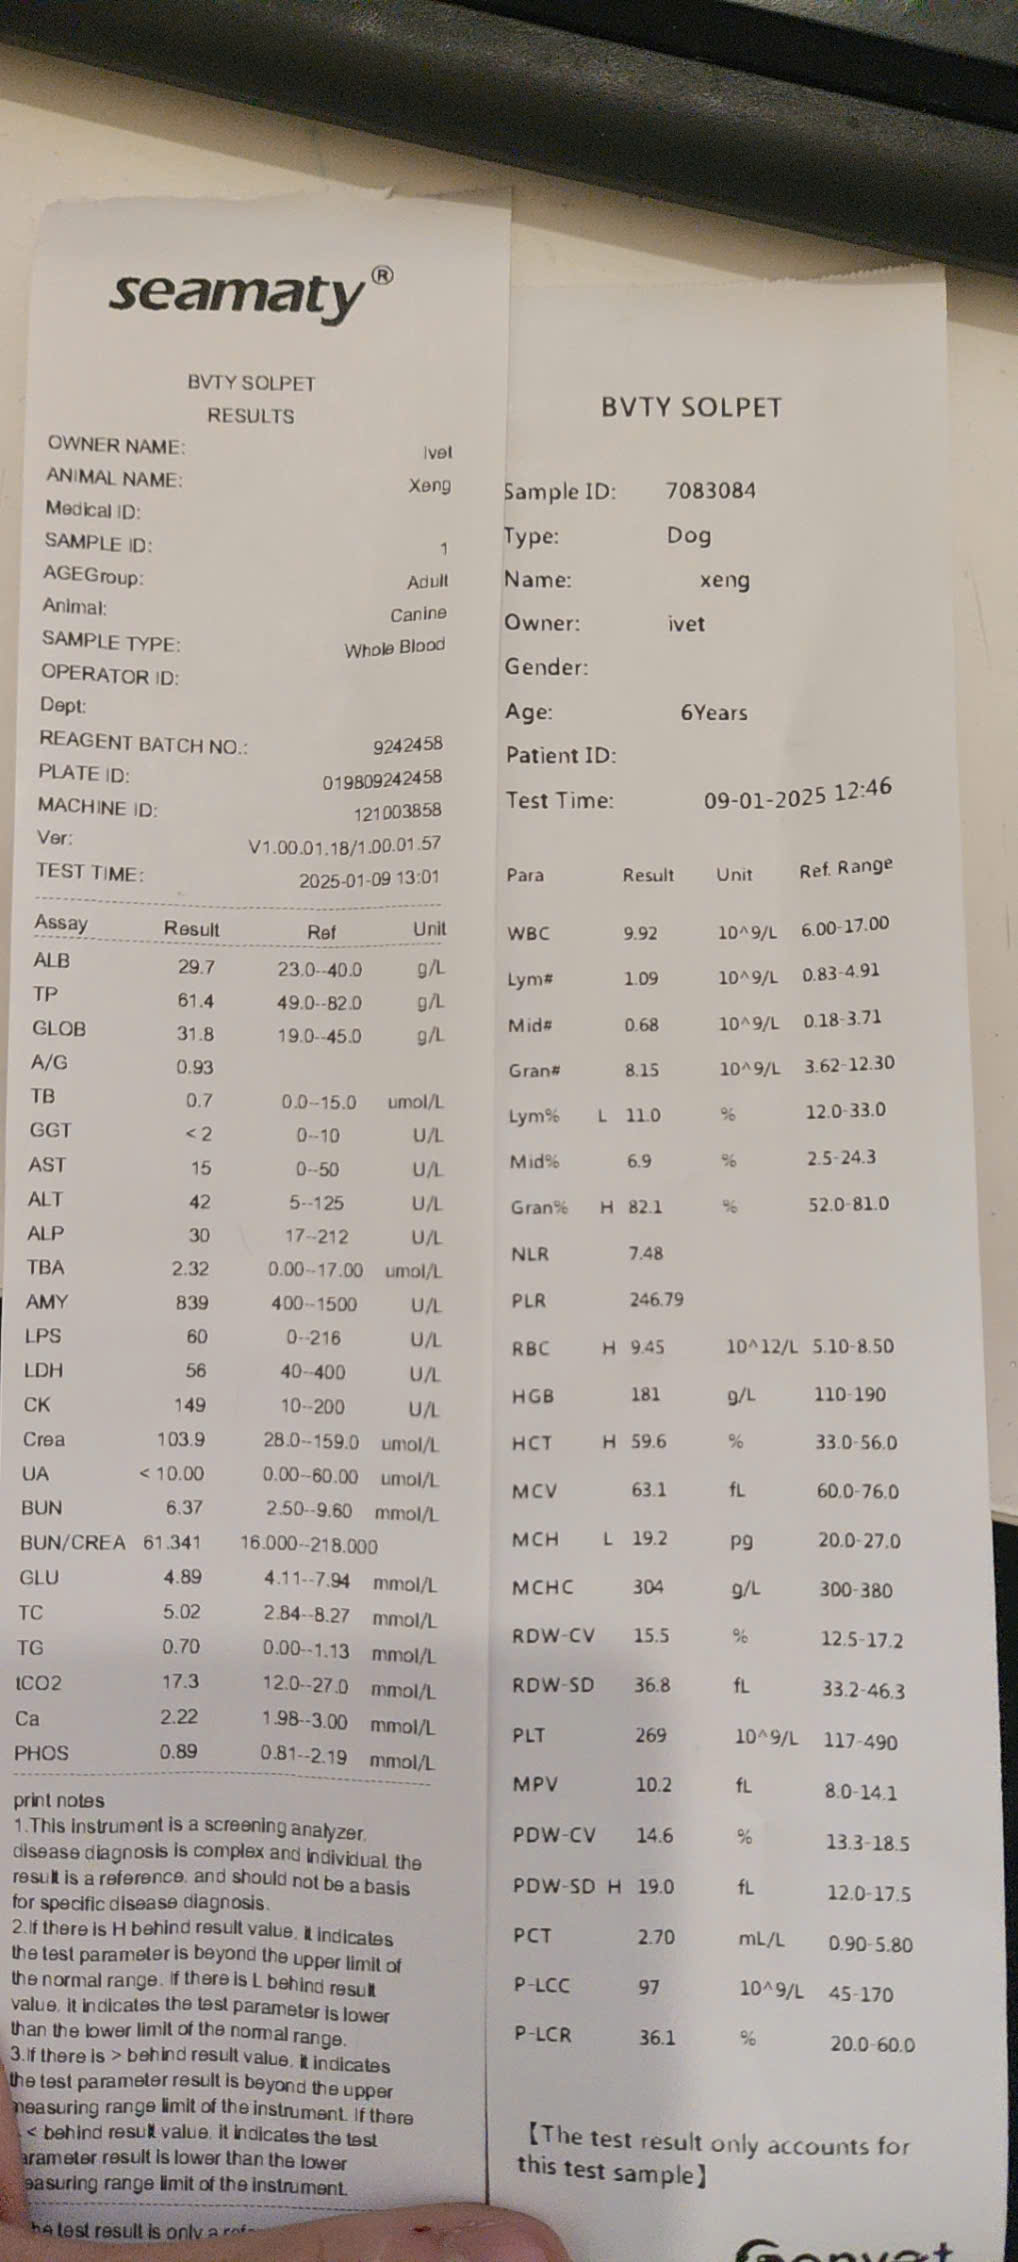 seamaty®
BVTY SOLPET
RESULTS
OWNER NAME: Ivet
ANIMAL NAME: Xeng
Medical ID:
SAMPLE ID: 1
AGEGroup: Adult
Animal: Canine
SAMPLE TYPE: Whole Blood
OPERATOR ID:
Dept:
REAGENT BATCH NO.: 9242458
PLATE ID: 019809242458
MACHINE ID: 121003858
Ver: V1.00.01.18/1.00.01.57
TEST TIME: 2025-01-09 13:01
Assay Result Ref Unit
ALB 29.7 23.0--40.0 g/L
TP 61.4 49.0--82.0 g/L
GLOB 31.8 19.0--45.0 g/L
A/G 0.93
TB 0.7 0.0--15.0 umol/L
GGT <2 0--10 U/L
AST 15 0--50 U/L
ALT 42 5--125 U/L
ALP 30 17--212 U/L
TBA 2.32 0.00--17.00 umol/L
AMY 839 400--1500 U/L
LPS 60 0--216 U/L
LDH 56 40--400 U/L
CK 149 10--200 U/L
Crea 103.9 28.0--159.0 umol/L
UA <10.00 0.00--60.00 umol/L
BUN 6.37 2.50--9.60 mmol/L
BUN/CREA 61.341 16.000--218.000
GLU 4.89 4.11--7.94 mmol/L
TC 5.02 2.84--8.27 mmol/L
TG 0.70 0.00--1.13 mmol/L
tCO2 17.3 12.0--27.0 mmol/L
Ca 2.22 1.98--3.00 mmol/L
PHOS 0.89 0.81--2.19 mmol/L
print notes
1.This instrument is a screening analyzer,
disease diagnosis is complex and individual, the
result is a reference, and should not be a basis
for specific disease diagnosis.
2.If there is H behind result value, it indicates
the test parameter is beyond the upper limit of
the normal range. If there is L behind result
value, it indicates the test parameter is lower
than the lower limit of the normal range.
3.If there is > behind result value, it indicates
the test parameter result is beyond the upper
measuring range limit of the instrument. If there
< behind result value, it indicates the test
arameter result is lower than the lower
easuring range limit of the instrument.
he test result is only a
BVTY SOLPET
Sample ID: 7083084
Type: Dog
Name: xeng
Owner: ivet
Gender:
Age: 6Years
Patient ID:
Test Time: 09-01-2025 12:46
Para Result Unit Ref. Range
WBC 9.92 10^9/L 6.00-17.00
Lym# 1.09 10^9/L 0.83-4.91
Mid# 0.68 10^9/L 0.18-3.71
Gran# 8.15 10^9/L 3.62-12.30
Lym% L 11.0 % 12.0-33.0
Mid% 6.9 % 2.5-24.3
Gran% H 82.1 % 52.0-81.0
NLR 7.48
PLR 246.79
RBC H 9.45 10^12/L 5.10-8.50
HGB 181 g/L 110-190
HCT H 59.6 % 33.0-56.0
MCV 63.1 fL 60.0-76.0
MCH L 19.2 pg 20.0-27.0
MCHC 304 g/L 300-380
RDW-CV 15.5 % 12.5-17.2
RDW-SD 36.8 fL 33.2-46.3
PLT 269 10^9/L 117-490
MPV 10.2 fL 8.0-14.1
PDW-CV 14.6 % 13.3-18.5
PDW-SD H 19.0 fL 12.0-17.5
PCT 2.70 mL/L 0.90-5.80
P-LCC 97 10^9/L 45-170
P-LCR 36.1 % 20.0-60.0
【The test result only accounts for
this test sample】